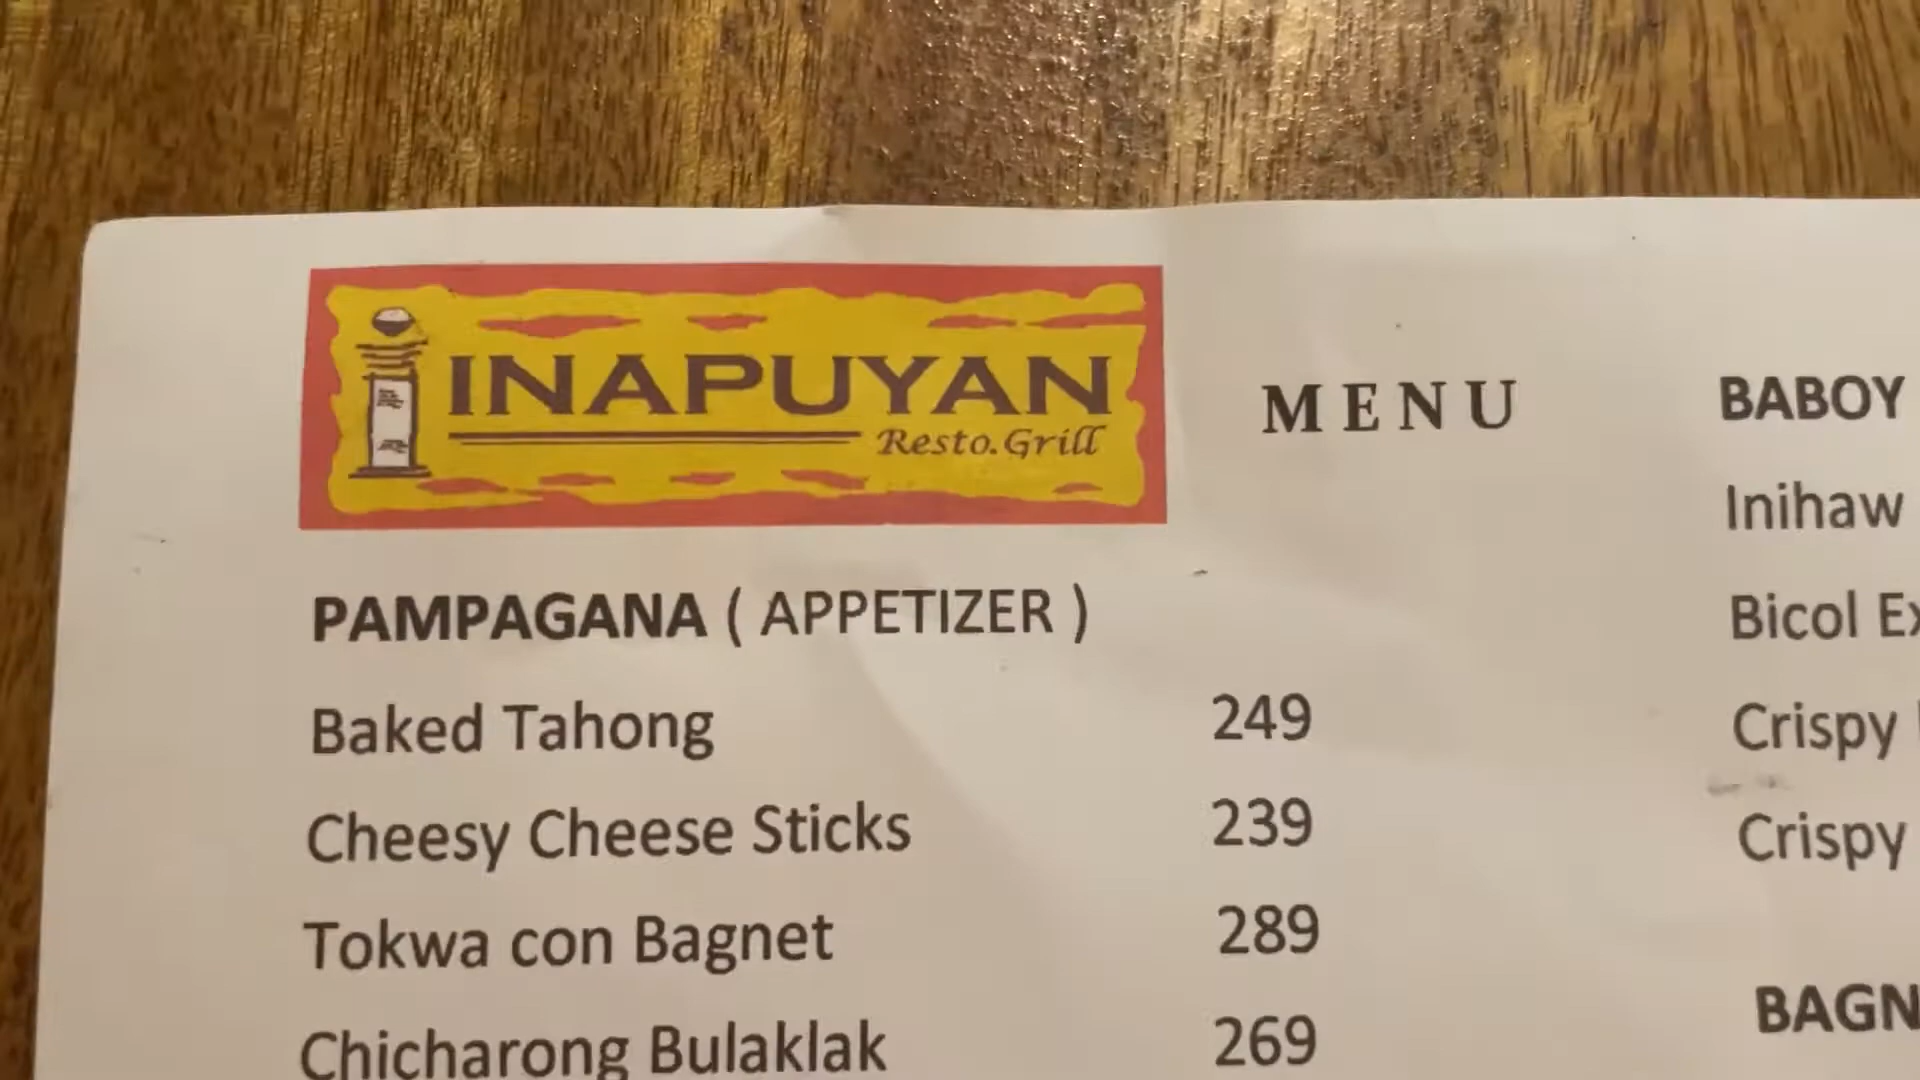 INAPUYAN
Resto.Grill
MENU
PAMPAGANA ( APPETIZER )
Baked Tahong 249
Cheesy Cheese Sticks 239
Tokwa con Bagnet 289
Chicharong Bulaklak 269
BABOY
Inihaw
Bicol
Crispy
Crispy